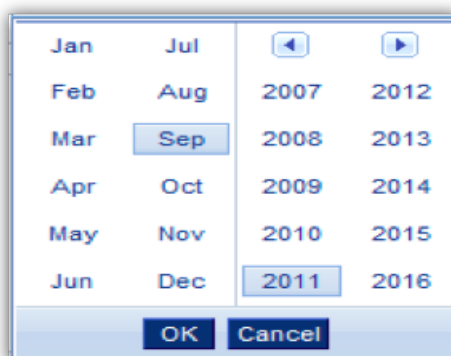 Jan Jul
Feb Aug 2007 2012
Mar Sep 2008 2013
Apr Oct 2009 2014
May Nov 2010 2015
Jun Dec 2011 2016
OK Cancel